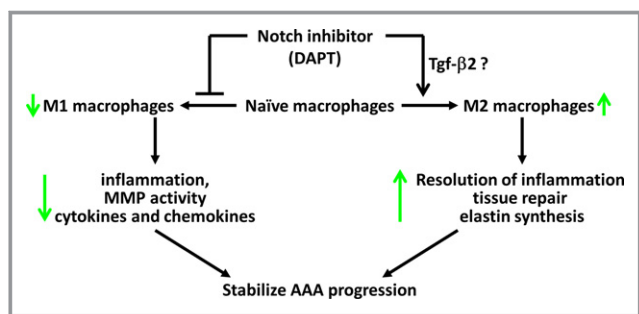 Notch inhibitor
(DAPT)
Tgf-β2 ?
M1 macrophages
Naïve macrophages
M2 macrophages
inflammation,
MMP activity
cytokines and chemokines
Resolution of inflammation
tissue repair
elastin synthesis
Stabilize AAA progression